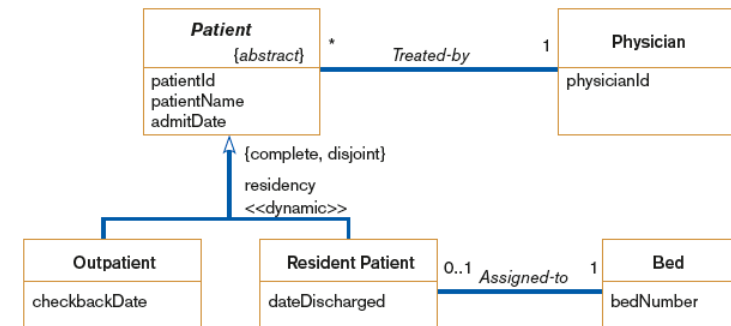 Patient
{abstract}
patientId
patientName
admitDate
*
Treated-by
1
Physician
physicianId
{complete, disjoint}
residency
<<dynamic>>
Outpatient
checkbackDate
Resident Patient
dateDischarged
0..1
Assigned-to
1
Bed
bedNumber